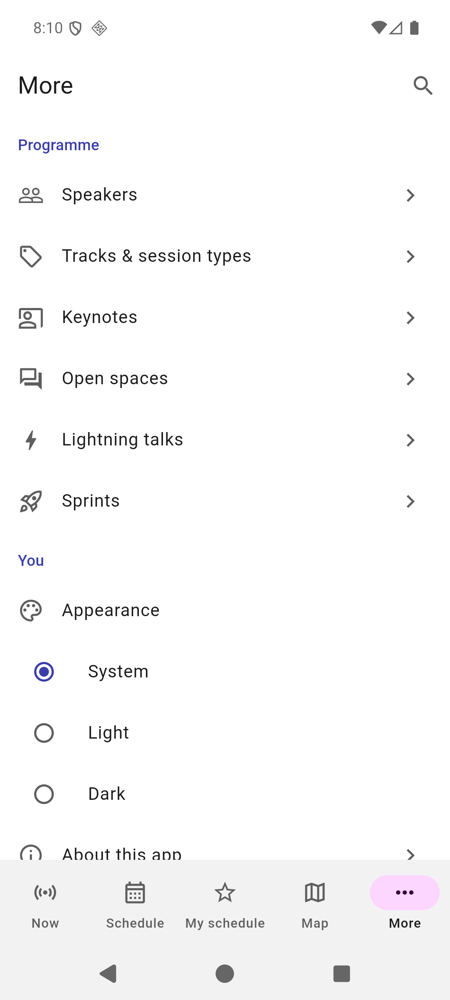 8:10
More
Programme
Speakers
Tracks & session types
Keynotes
Open spaces
Lightning talks
Sprints
You
Appearance
System
Light
Dark
About this app
Now
Schedule
My schedule
Map
More